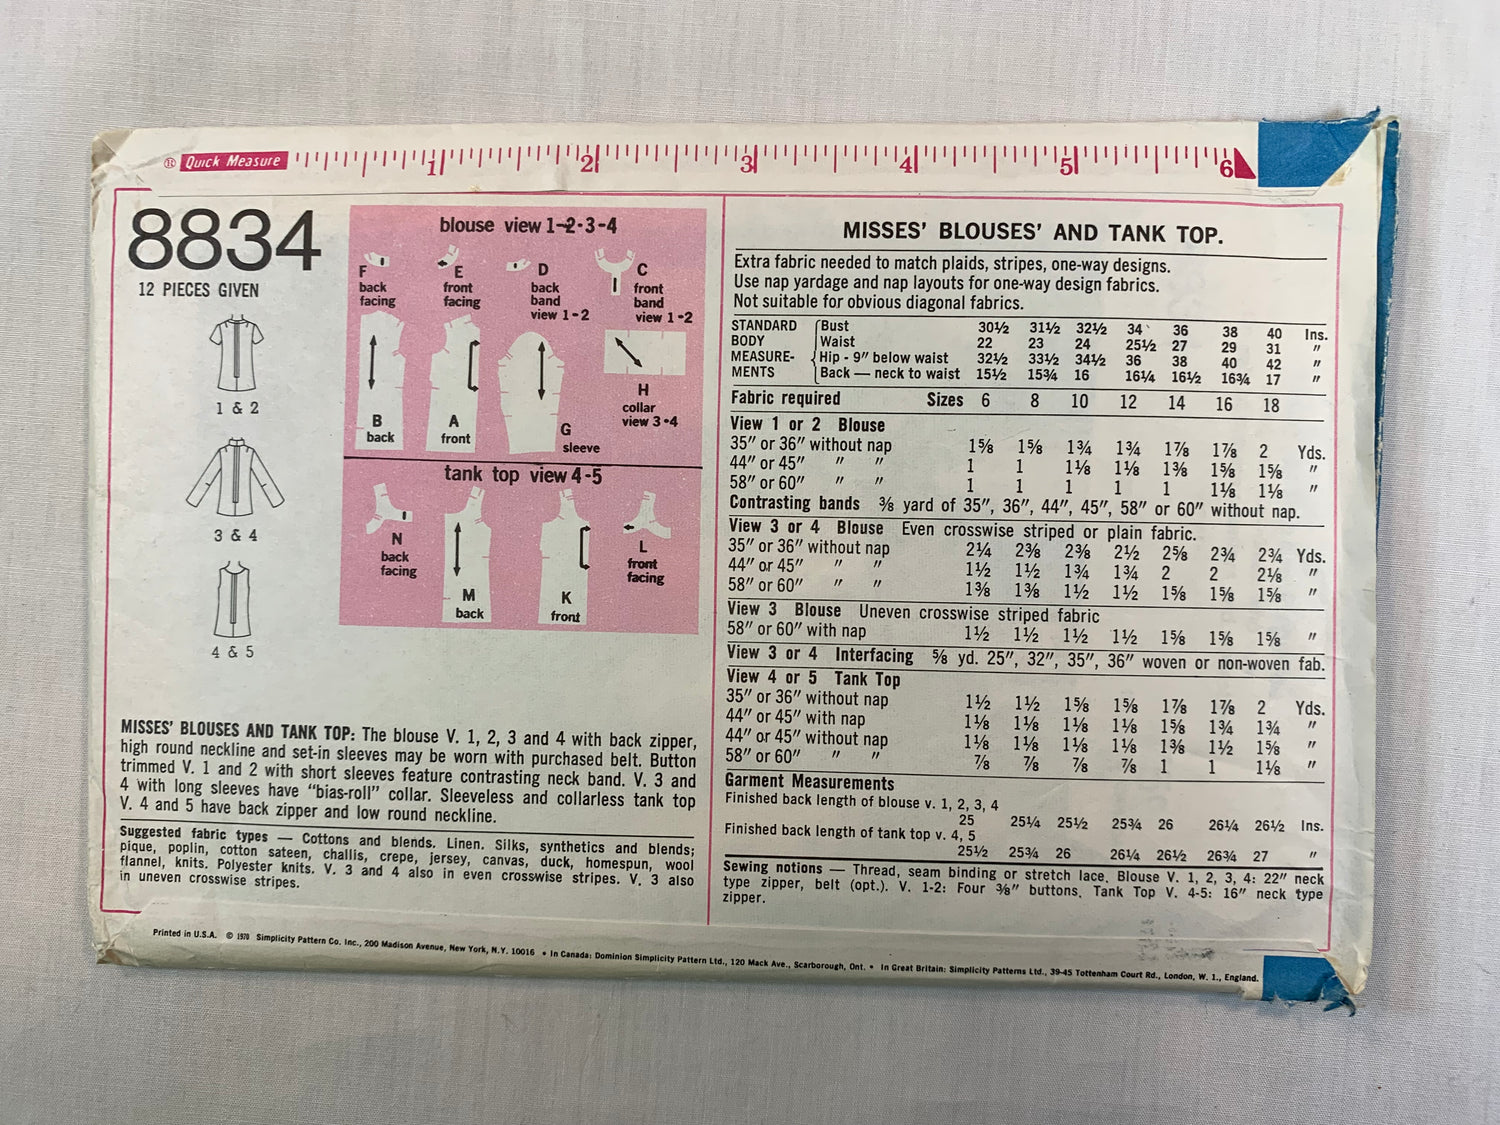 ® Quick Measure 1 2 3 4 5 6
8834
12 PIECES GIVEN
1 & 2
3 & 4
4 & 5
blouse view 1-2-3-4
F
back
facing
E
front
facing
D
back
band
view 1-2
C
front
band
view 1-2
B
back
A
front
G
sleeve
H
collar
view 3-4
tank top view 4-5
N
back
facing
M
back
K
front
L
front
facing
MISSES' BLOUSES AND TANK TOP: The blouse V. 1, 2, 3 and 4 with back zipper,
high round neckline and set-in sleeves may be worn with purchased belt. Button
trimmed V. 1 and 2 with short sleeves feature contrasting neck band. V. 3 and
4 with long sleeves have "bias-roll" collar. Sleeveless and collarless tank top
V. 4 and 5 have back zipper and low round neckline.
Suggested fabric types — Cottons and blends. Linen. Silks, synthetics and blends;
pique, poplin, cotton sateen, challis, crepe, jersey, canvas, duck, homespun, wool
flannel, knits. Polyester knits. V. 3 and 4 also in even crosswise stripes. V. 3 also
in uneven crosswise stripes.
MISSES' BLOUSES' AND TANK TOP.
Extra fabric needed to match plaids, stripes, one-way designs.
Use nap yardage and nap layouts for one-way design fabrics.
Not suitable for obvious diagonal fabrics.
STANDARD Bust 30½ 31½ 32½ 34 36 38 40 Ins.
BODY Waist 22 23 24 25½ 27 29 31 "
MEASURE- Hip - 9" below waist 32½ 33½ 34½ 36 38 40 42 "
MENTS Back — neck to waist 15½ 15¾ 16 16¼ 16½ 16¾ 17 "
Fabric required Sizes 6 8 10 12 14 16 18
View 1 or 2 Blouse
35" or 36" without nap 1⅝ 1⅝ 1¾ 1¾ 1⅞ 1⅞ 2 Yds.
44" or 45" " " 1 1 1⅛ 1⅛ 1⅜ 1⅝ 1⅝ "
58" or 60" " " 1 1 1 1 1 1⅛ 1⅛ "
Contrasting bands ⅜ yard of 35", 36", 44", 45", 58" or 60" without nap.
View 3 or 4 Blouse Even crosswise striped or plain fabric.
35" or 36" without nap 2¼ 2⅜ 2⅜ 2½ 2⅝ 2¾ 2¾ Yds.
44" or 45" " " 1½ 1½ 1¾ 1¾ 2 2 2⅛ "
58" or 60" " " 1⅜ 1⅜ 1½ 1½ 1⅝ 1⅝ 1⅝ "
View 3 Blouse Uneven crosswise striped fabric
58" or 60" with nap 1½ 1½ 1½ 1½ 1⅝ 1⅝ 1⅝ "
View 3 or 4 Interfacing ⅝ yd. 25", 32", 35", 36" woven or non-woven fab.
View 4 or 5 Tank Top
35" or 36" without nap 1½ 1½ 1⅝ 1⅝ 1⅞ 1⅞ 2 Yds.
44" or 45" with nap 1⅛ 1⅛ 1⅛ 1⅛ 1⅝ 1¾ 1¾ "
44" or 45" without nap 1⅛ 1⅛ 1⅛ 1⅛ 1⅜ 1½ 1⅝ "
58" or 60" " " ⅞ ⅞ ⅞ ⅞ 1 1 1⅛ "
Garment Measurements
Finished back length of blouse v. 1, 2, 3, 4
25 25¼ 25½ 25¾ 26 26¼ 26½ Ins.
Finished back length of tank top v. 4, 5
25½ 25¾ 26 26¼ 26½ 26¾ 27 "
Sewing notions — Thread, seam binding or stretch lace. Blouse V. 1, 2, 3, 4: 22" neck
type zipper, belt (opt.). V. 1-2: Four ⅜" buttons. Tank Top V. 4-5: 16" neck type
zipper.
Printed in U.S.A. © 1970 Simplicity Pattern Co. Inc., 200 Madison Avenue, New York, N.Y. 10016 • In Canada: Dominion Simplicity Pattern Ltd., 120 Mack Ave., Scarborough, Ont. • In Great Britain: Simplicity Patterns Ltd., 39-45 Tottenham Court Rd., London, W. 1., England.